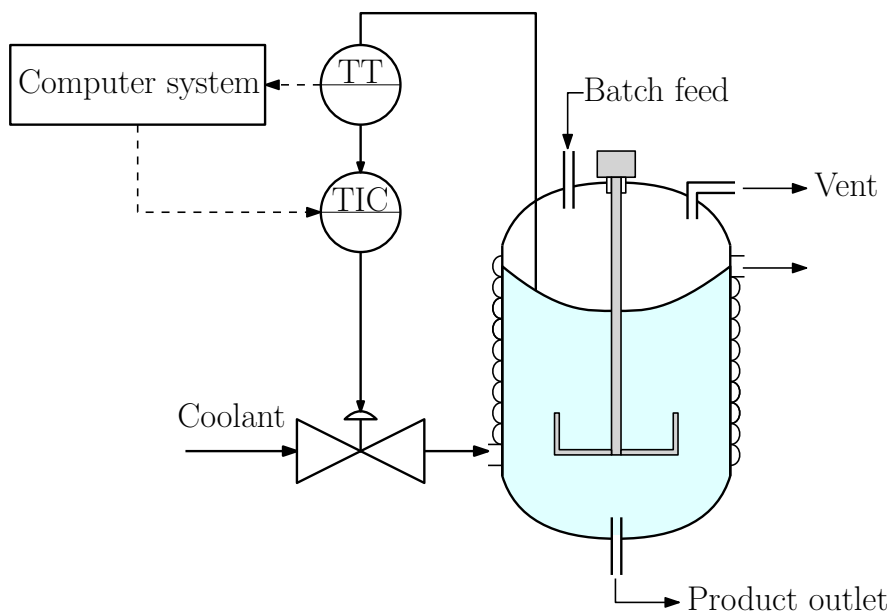 TT
Computer system
Batch feed
Vent
TIC
Coolant
Product outlet